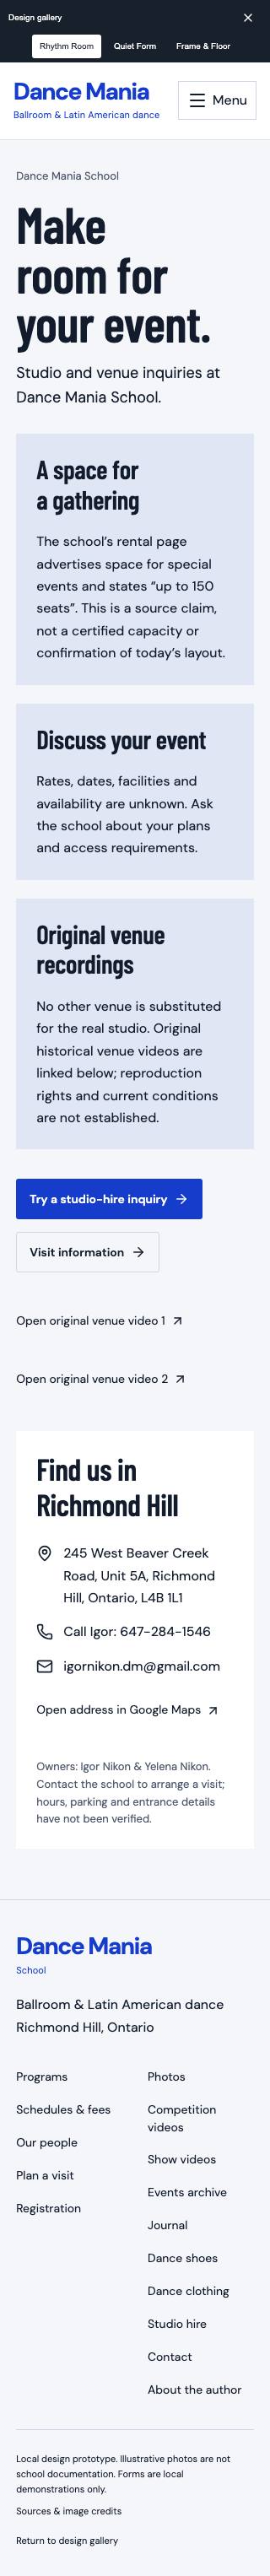 Design gallery
Rhythm Room
Quiet Form
Frame & Floor
Dance Mania
Ballroom & Latin American dance
Menu
Dance Mania School
Make
room for
your event.
Studio and venue inquiries at
Dance Mania School.
A space for
a gathering
The school’s rental page
advertises space for special
events and states “up to 150
seats”. This is a source claim,
not a certified capacity or
confirmation of today’s layout.
Discuss your event
Rates, dates, facilities and
availability are unknown. Ask
the school about your plans
and access requirements.
Original venue
recordings
No other venue is substituted
for the real studio. Original
historical venue videos are
linked below; reproduction
rights and current conditions
are not established.
Try a studio-hire inquiry
Visit information
Open original venue video 1
Open original venue video 2
Find us in
Richmond Hill
245 West Beaver Creek
Road, Unit 5A, Richmond
Hill, Ontario, L4B 1L1
Call Igor: 647-284-1546
igornikon.dm@gmail.com
Open address in Google Maps
Owners: Igor Nikon & Yelena Nikon.
Contact the school to arrange a visit;
hours, parking and entrance details
have not been verified.
Dance Mania
School
Ballroom & Latin American dance
Richmond Hill, Ontario
Programs
Schedules & fees
Our people
Plan a visit
Registration
Photos
Competition
videos
Show videos
Events archive
Journal
Dance shoes
Dance clothing
Studio hire
Contact
About the author
Local design prototype. Illustrative photos are not
school documentation. Forms are local
demonstrations only.
Sources & image credits
Return to design gallery